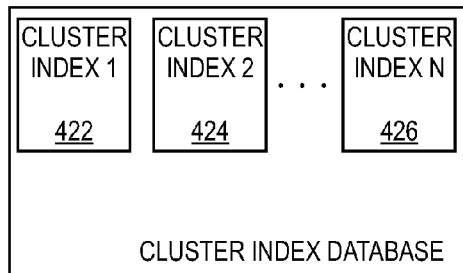 CLUSTER
INDEX 1
422
CLUSTER
INDEX 2
424
. . .
CLUSTER
INDEX N
426
CLUSTER INDEX DATABASE